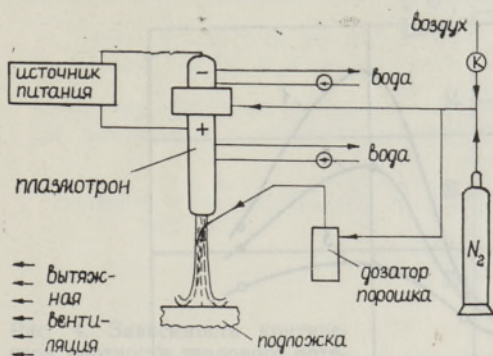 воздух
К
источник
питания
−
вода
+
вода
плазмотрон
N2
дозатор
порошка
вытяж-
ная
венти-
ляция
подложка